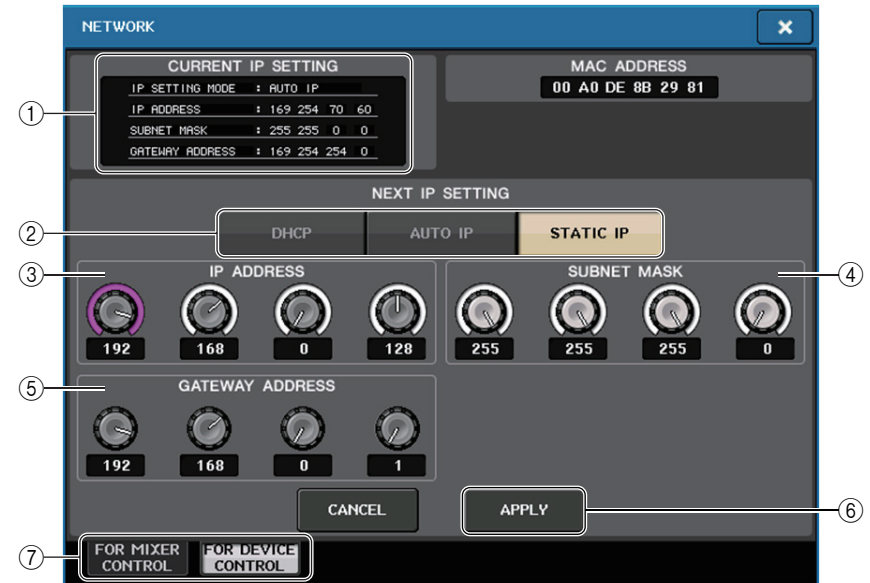 NETWORK
CURRENT IP SETTING
IP SETTING MODE : AUTO IP
IP ADDRESS : 169 254 70 60
SUBNET MASK : 255 255 0 0
GATEWAY ADDRESS : 169 254 254 0
MAC ADDRESS
00 A0 DE 8B 29 81
①
NEXT IP SETTING
②
DHCP AUTO IP STATIC IP
③
IP ADDRESS
192 168 0 128
SUBNET MASK
④
255 255 255 0
⑤
GATEWAY ADDRESS
192 168 0 1
CANCEL APPLY
⑥
⑦
FOR MIXER CONTROL
FOR DEVICE CONTROL